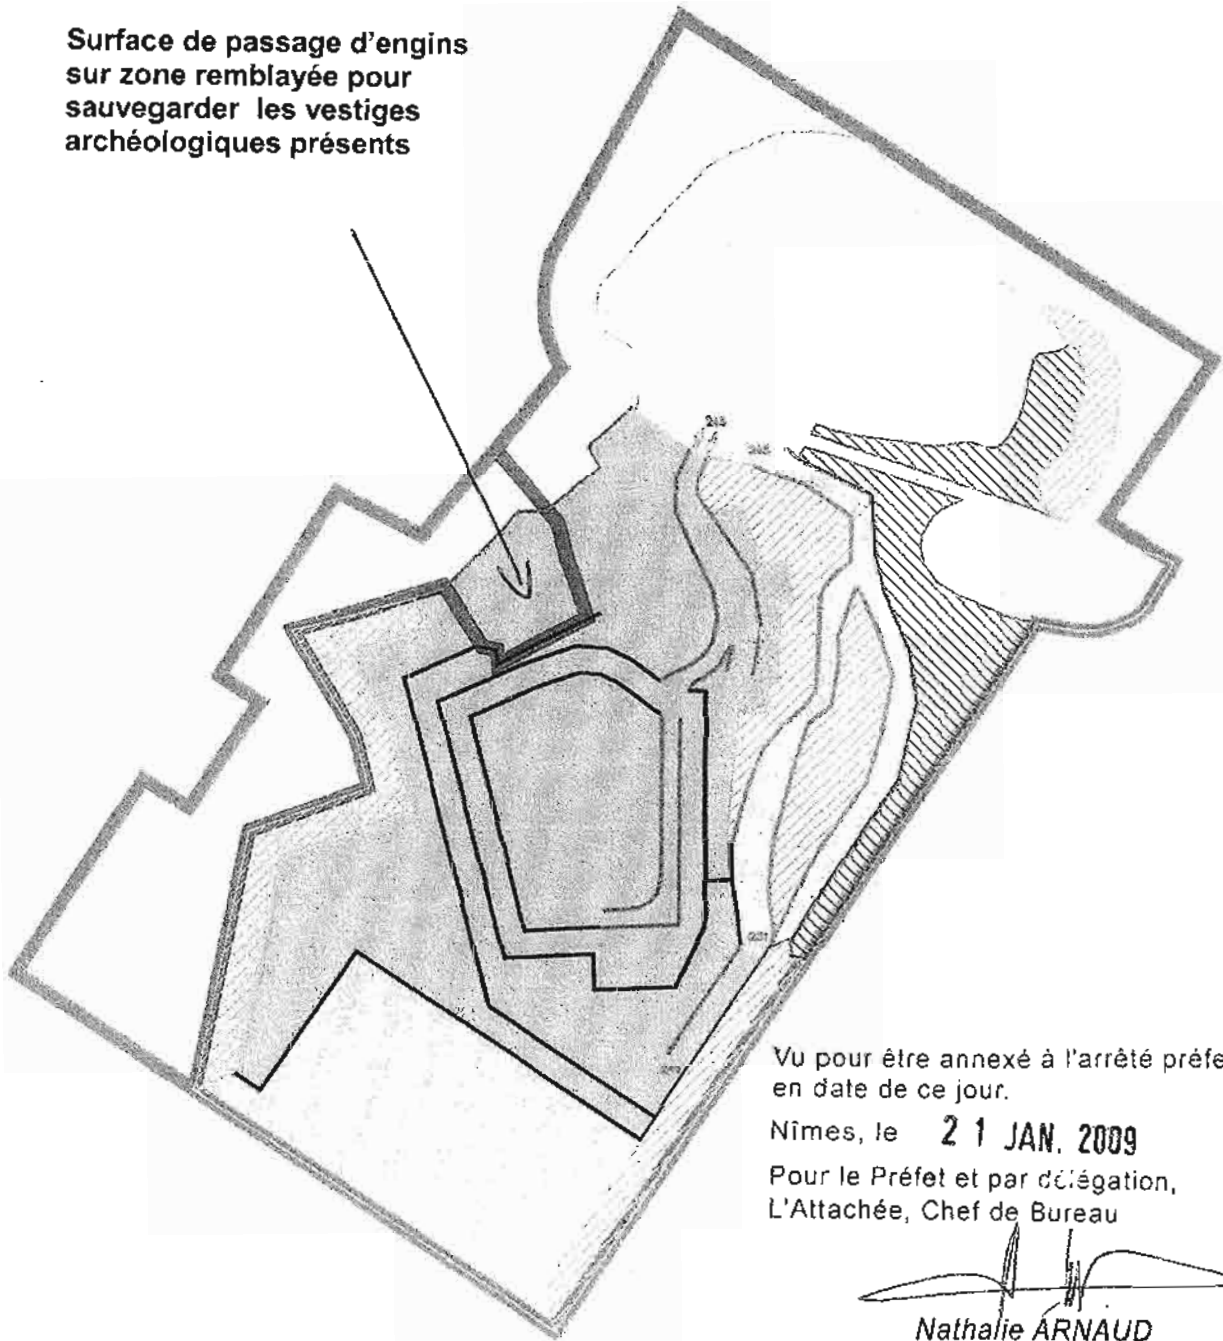 Surface de passage d'engins
sur zone remblayée pour
sauvegarder les vestiges
archéologiques présents
Vu pour être annexé à l'arrêté préfe
en date de ce jour.
Nîmes, le 21 JAN. 2009
Pour le Préfet et par délégation,
L'Attachée, Chef de Bureau
Nathalie ARNAUD